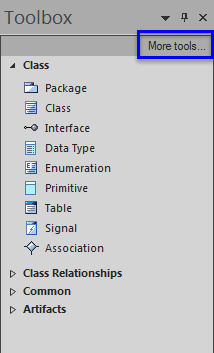 Toolbox
More tools...
Class
Package
Class
Interface
Data Type
Enumeration
Primitive
Table
Signal
Association
Class Relationships
Common
Artifacts